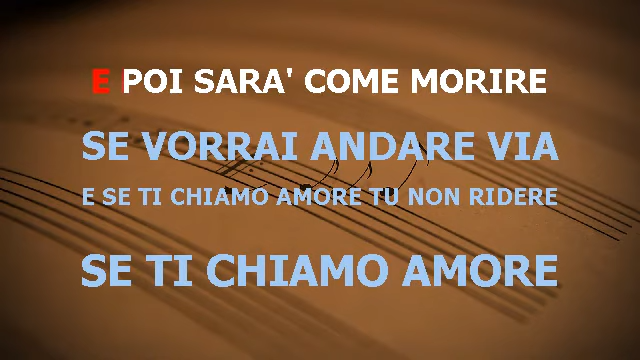 E POI SARA' COME MORIRE
SE VORRAI ANDARE VIA
E SE TI CHIAMO AMORE TU NON RIDERE
SE TI CHIAMO AMORE